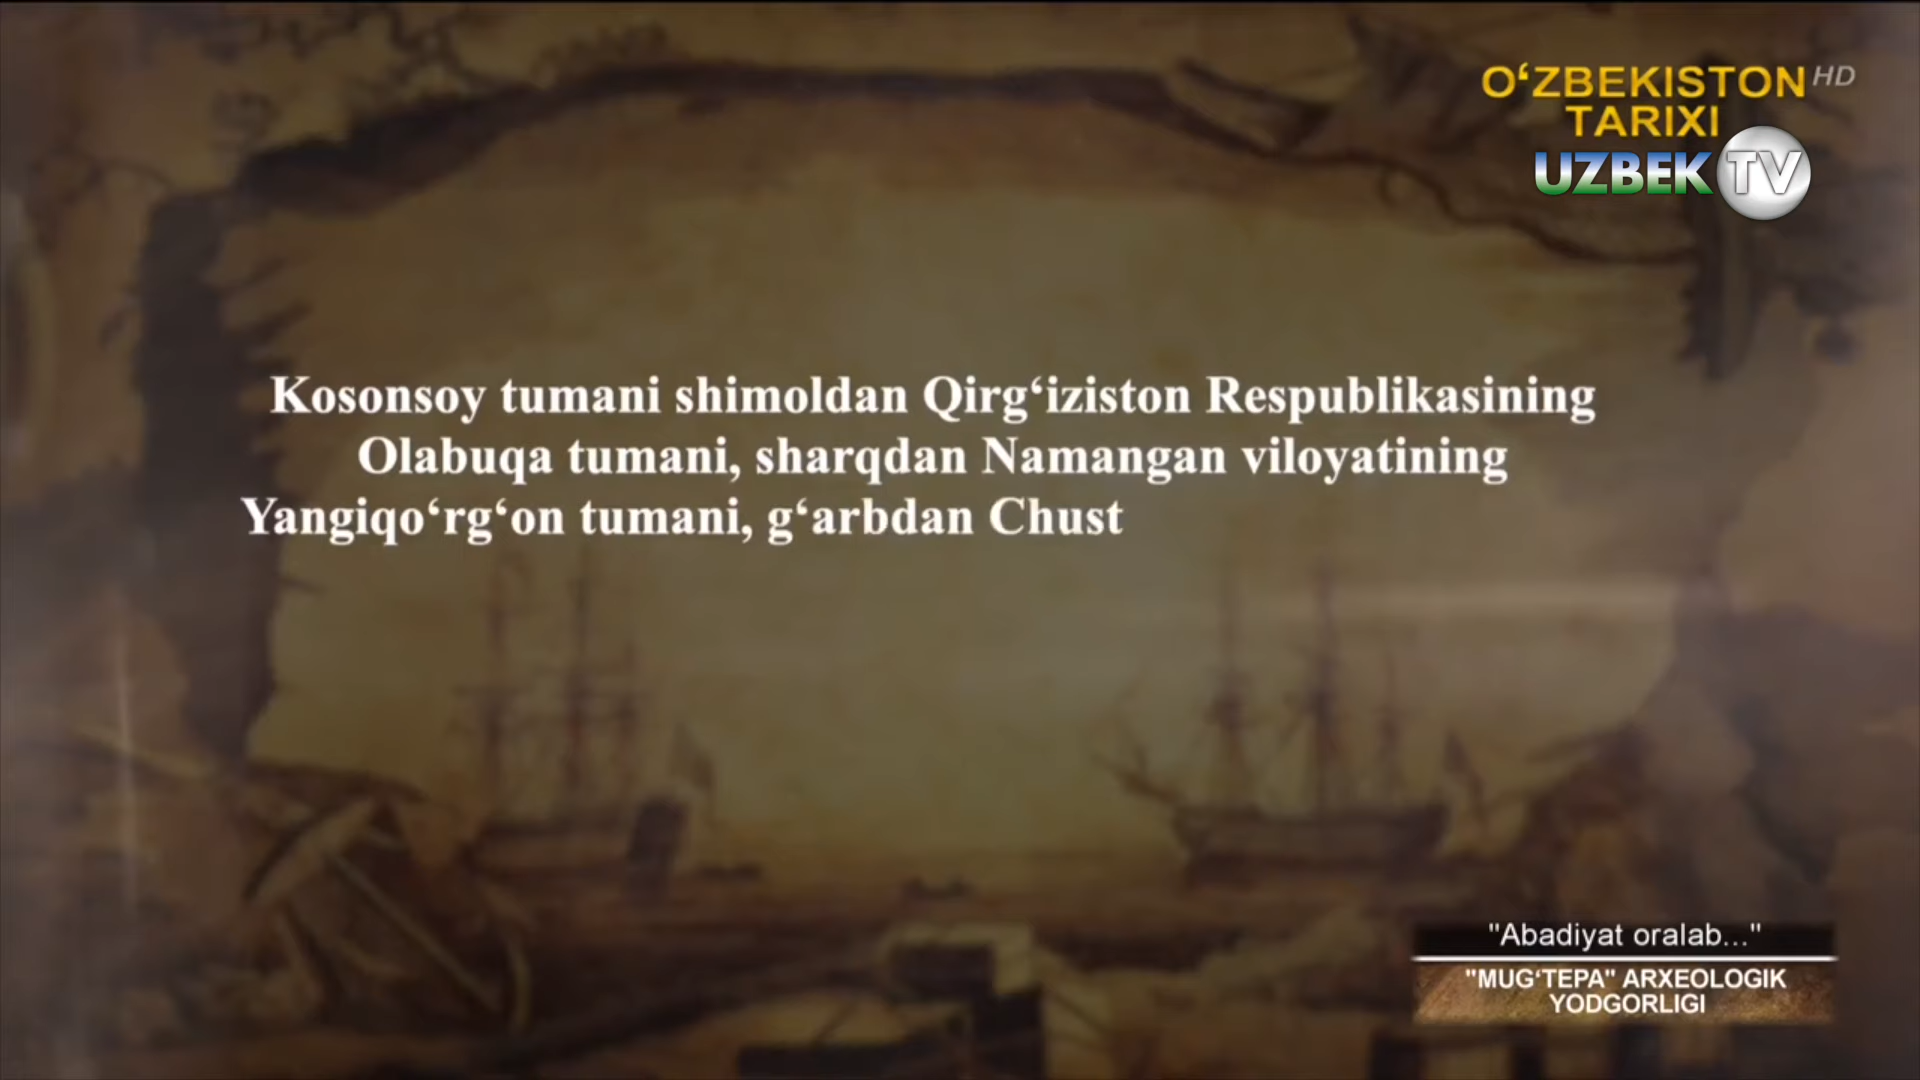 O‘ZBEKISTON HD
TARIXI
UZBEK TV
Kosonsoy tumani shimoldan Qirg‘iziston Respublikasining
Olabuqa tumani, sharqdan Namangan viloyatining
Yangiqo‘rg‘on tumani, g‘arbdan Chust
"Abadiyat oralab..."
"MUG‘TEPA" ARXEOLOGIK
YODGORLIGI